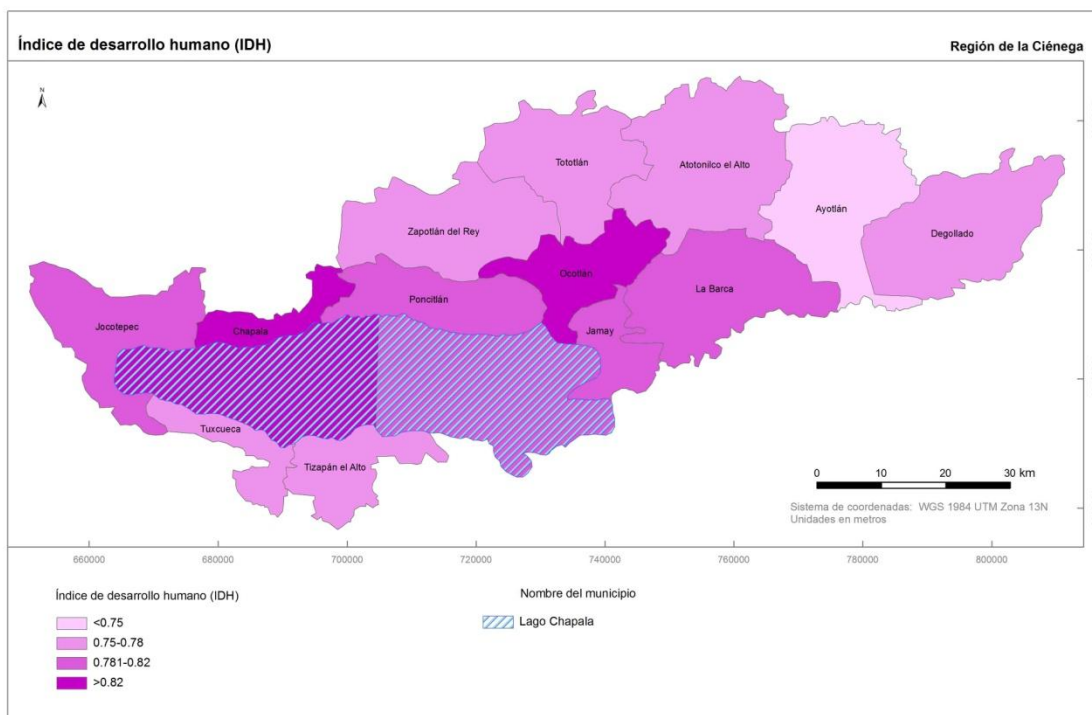 Índice de desarrollo humano (IDH)
Región de la Ciénega
N
Tototlán
Atotonilco el Alto
Ayotlán
Degollado
Zapotlán del Rey
Ocotlán
La Barca
Poncitlán
Jamay
Jocotepec
Chapala
Tuxcueca
Tizapán el Alto
0 10 20 30 km
Sistema de coordenadas: WGS 1984 UTM Zona 13N
Unidades en metros
660000 680000 700000 720000 740000 760000 780000 800000
Índice de desarrollo humano (IDH)
<0.75
0.75-0.78
0.781-0.82
>0.82
Nombre del municipio
Lago Chapala